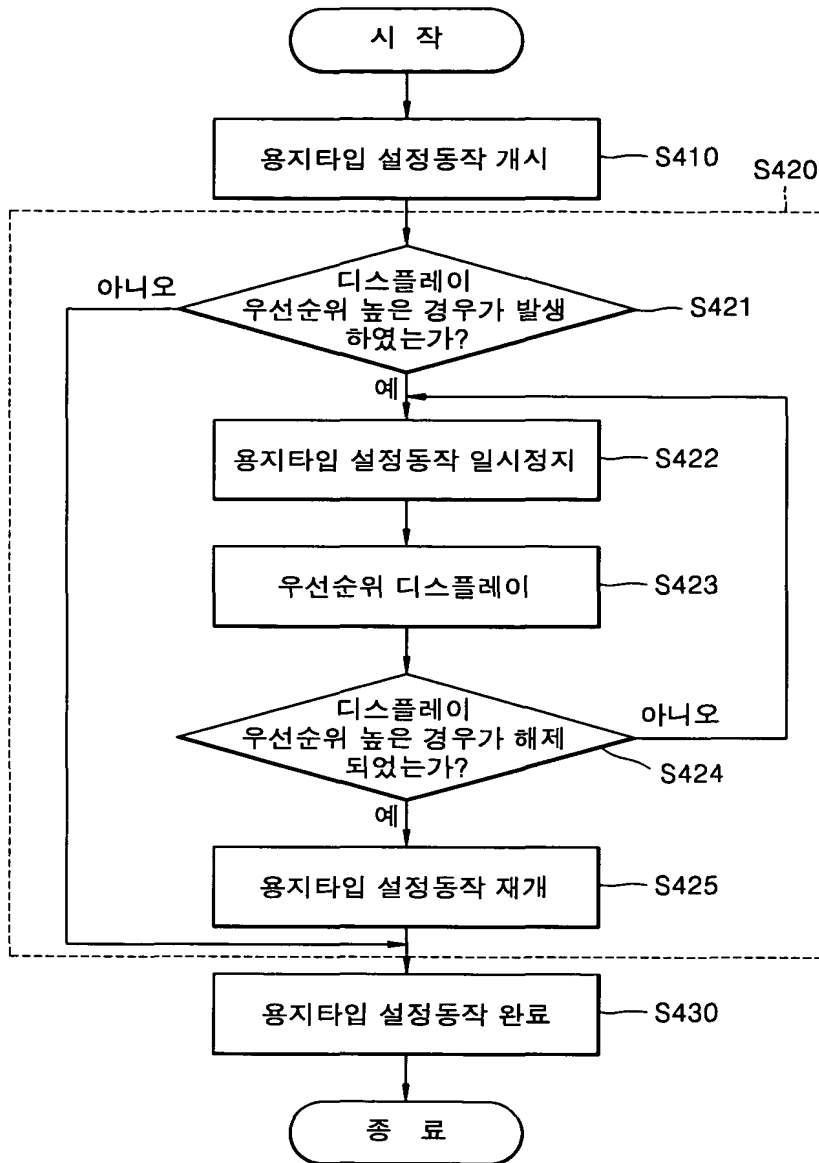 시 작
용지타입 설정동작 개시
S410
S420
아니오
디스플레이
우선순위 높은 경우가 발생
하였는가?
S421
예
용지타입 설정동작 일시정지
S422
우선순위 디스플레이
S423
디스플레이
우선순위 높은 경우가 해제
되었는가?
아니오
S424
예
용지타입 설정동작 재개
S425
용지타입 설정동작 완료
S430
종 료